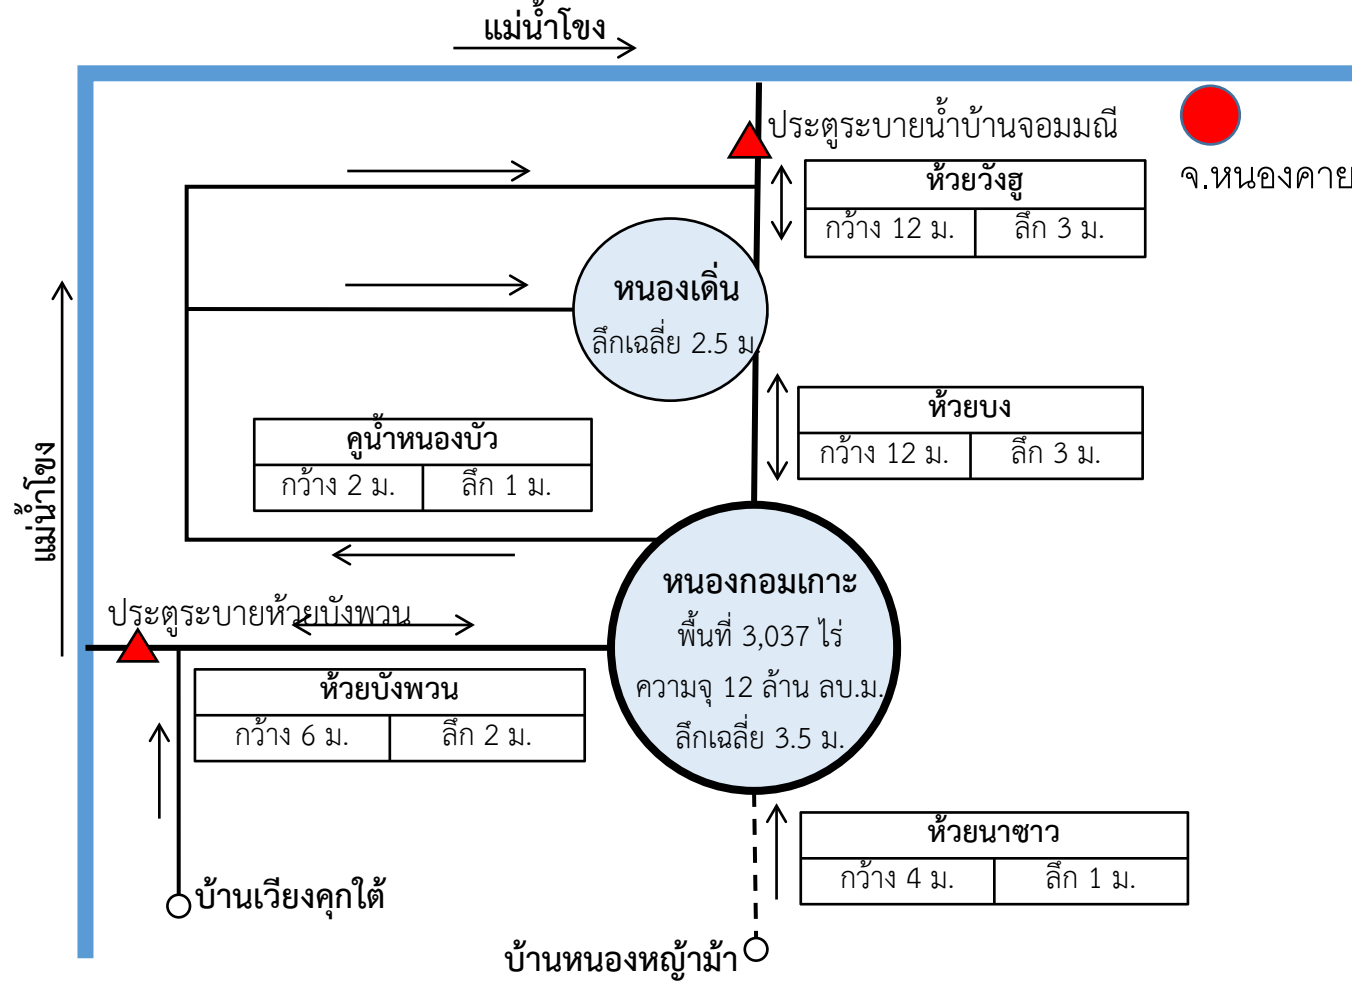 แม่น้ำโขง
ประตูระบายน้ำบ้านจอมมณี
ห้วยวังฮู
กว้าง 12 ม. ลึก 3 ม.
จ.หนองคาย
หนองเดิ่น
ลึกเฉลี่ย 2.5 ม.
ห้วยบง
กว้าง 12 ม. ลึก 3 ม.
คูน้ำหนองบัว
กว้าง 2 ม. ลึก 1 ม.
แม่น้ำโขง
หนองกอมเกาะ
พื้นที่ 3,037 ไร่
ความจุ 12 ล้าน ลบ.ม.
ลึกเฉลี่ย 3.5 ม.
ประตูระบายห้วยบังพวน
ห้วยบังพวน
กว้าง 6 ม. ลึก 2 ม.
ห้วยนาซาว
กว้าง 4 ม. ลึก 1 ม.
บ้านเวียงคุกใต้
บ้านหนองหญ้าม้า